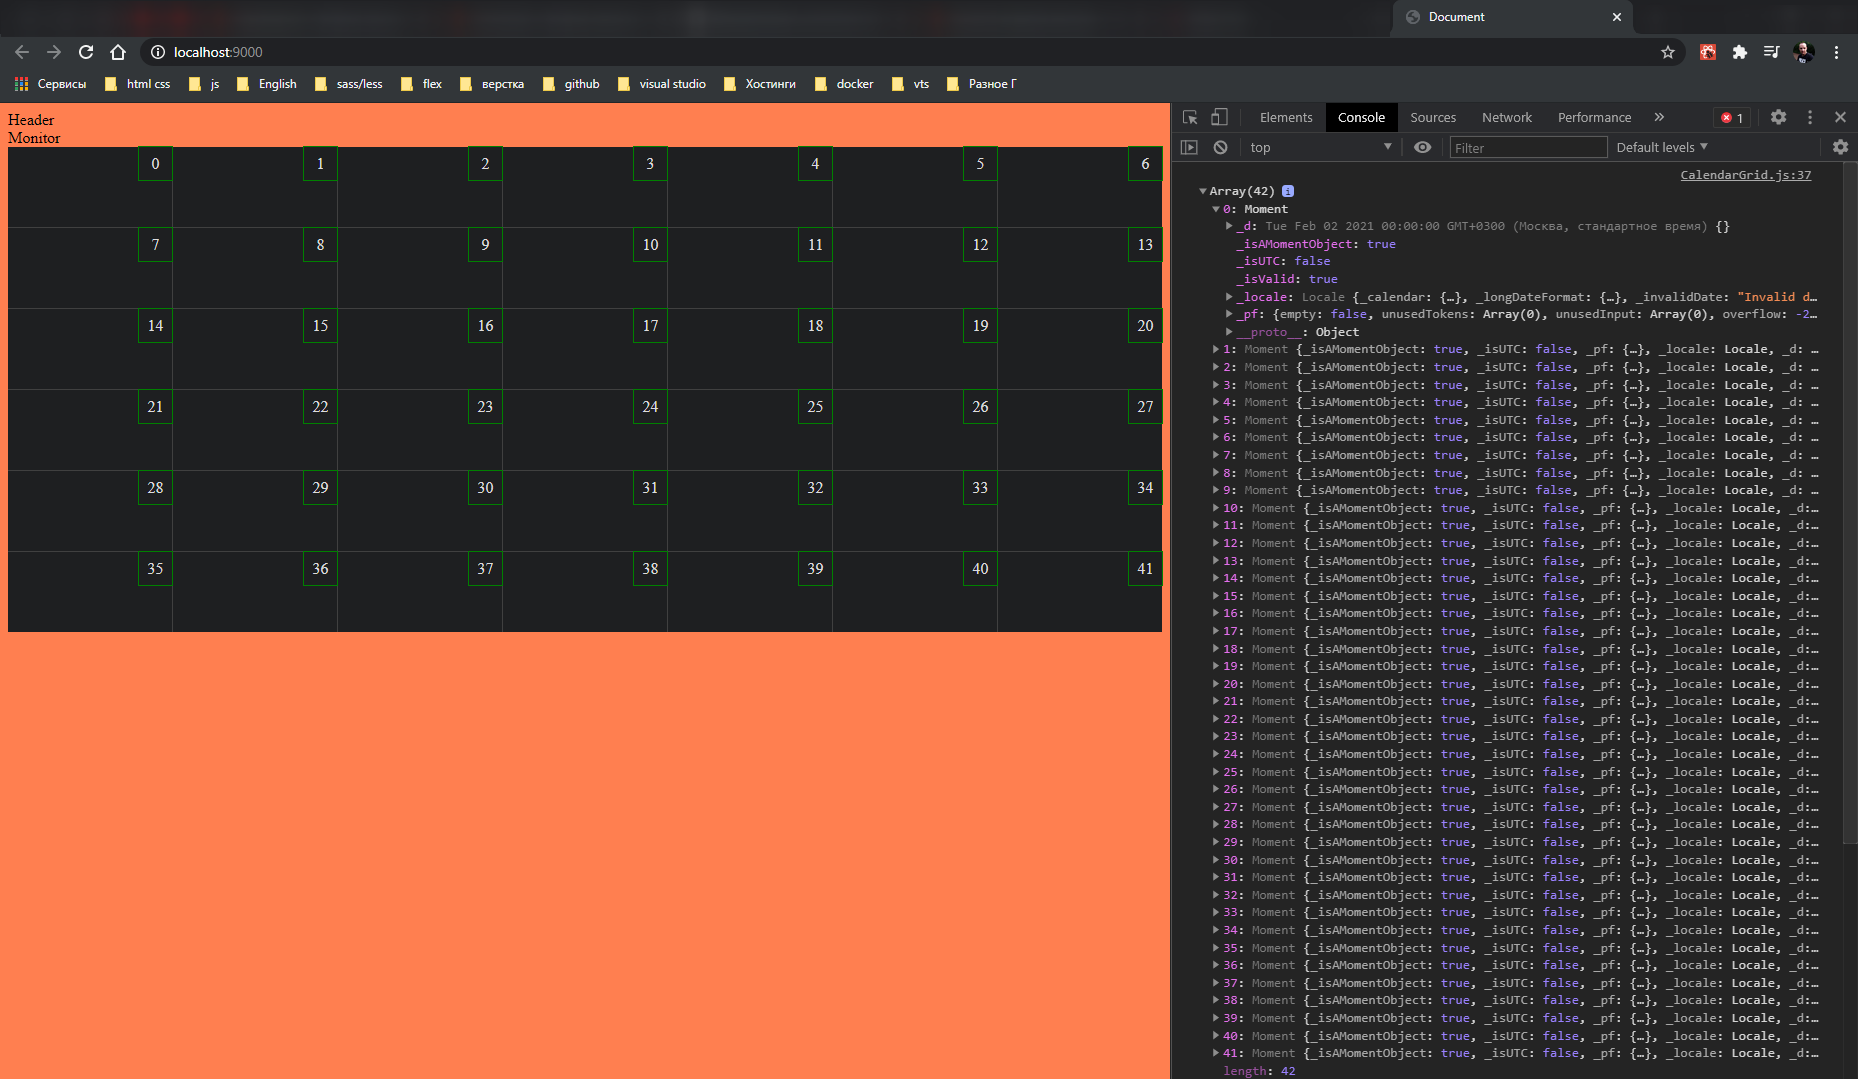 Document
localhost:9000
Сервисы html css js English sass/less flex верстка github visual studio Хостинги docker vts Разное Г
Header
Monitor
0 1 2 3 4 5 6
7 8 9 10 11 12 13
14 15 16 17 18 19 20
21 22 23 24 25 26 27
28 29 30 31 32 33 34
35 36 37 38 39 40 41
Elements Console Sources Network Performance » 1
top Filter Default levels
CalendarGrid.js:37
Array(42) i
0: Moment
_d: Tue Feb 02 2021 00:00:00 GMT+0300 (Москва, стандартное время) {}
_isAMomentObject: true
_isUTC: false
_isValid: true
_locale: Locale {_calendar: {…}, _longDateFormat: {…}, _invalidDate: "Invalid d…
_pf: {empty: false, unusedTokens: Array(0), unusedInput: Array(0), overflow: -2…
__proto__: Object
1: Moment {_isAMomentObject: true, _isUTC: false, _pf: {…}, _locale: Locale, _d: …
2: Moment {_isAMomentObject: true, _isUTC: false, _pf: {…}, _locale: Locale, _d: …
3: Moment {_isAMomentObject: true, _isUTC: false, _pf: {…}, _locale: Locale, _d: …
4: Moment {_isAMomentObject: true, _isUTC: false, _pf: {…}, _locale: Locale, _d: …
5: Moment {_isAMomentObject: true, _isUTC: false, _pf: {…}, _locale: Locale, _d: …
6: Moment {_isAMomentObject: true, _isUTC: false, _pf: {…}, _locale: Locale, _d: …
7: Moment {_isAMomentObject: true, _isUTC: false, _pf: {…}, _locale: Locale, _d: …
8: Moment {_isAMomentObject: true, _isUTC: false, _pf: {…}, _locale: Locale, _d: …
9: Moment {_isAMomentObject: true, _isUTC: false, _pf: {…}, _locale: Locale, _d: …
10: Moment {_isAMomentObject: true, _isUTC: false, _pf: {…}, _locale: Locale, _d:…
11: Moment {_isAMomentObject: true, _isUTC: false, _pf: {…}, _locale: Locale, _d:…
12: Moment {_isAMomentObject: true, _isUTC: false, _pf: {…}, _locale: Locale, _d:…
13: Moment {_isAMomentObject: true, _isUTC: false, _pf: {…}, _locale: Locale, _d:…
14: Moment {_isAMomentObject: true, _isUTC: false, _pf: {…}, _locale: Locale, _d:…
15: Moment {_isAMomentObject: true, _isUTC: false, _pf: {…}, _locale: Locale, _d:…
16: Moment {_isAMomentObject: true, _isUTC: false, _pf: {…}, _locale: Locale, _d:…
17: Moment {_isAMomentObject: true, _isUTC: false, _pf: {…}, _locale: Locale, _d:…
18: Moment {_isAMomentObject: true, _isUTC: false, _pf: {…}, _locale: Locale, _d:…
19: Moment {_isAMomentObject: true, _isUTC: false, _pf: {…}, _locale: Locale, _d:…
20: Moment {_isAMomentObject: true, _isUTC: false, _pf: {…}, _locale: Locale, _d:…
21: Moment {_isAMomentObject: true, _isUTC: false, _pf: {…}, _locale: Locale, _d:…
22: Moment {_isAMomentObject: true, _isUTC: false, _pf: {…}, _locale: Locale, _d:…
23: Moment {_isAMomentObject: true, _isUTC: false, _pf: {…}, _locale: Locale, _d:…
24: Moment {_isAMomentObject: true, _isUTC: false, _pf: {…}, _locale: Locale, _d:…
25: Moment {_isAMomentObject: true, _isUTC: false, _pf: {…}, _locale: Locale, _d:…
26: Moment {_isAMomentObject: true, _isUTC: false, _pf: {…}, _locale: Locale, _d:…
27: Moment {_isAMomentObject: true, _isUTC: false, _pf: {…}, _locale: Locale, _d:…
28: Moment {_isAMomentObject: true, _isUTC: false, _pf: {…}, _locale: Locale, _d:…
29: Moment {_isAMomentObject: true, _isUTC: false, _pf: {…}, _locale: Locale, _d:…
30: Moment {_isAMomentObject: true, _isUTC: false, _pf: {…}, _locale: Locale, _d:…
31: Moment {_isAMomentObject: true, _isUTC: false, _pf: {…}, _locale: Locale, _d:…
32: Moment {_isAMomentObject: true, _isUTC: false, _pf: {…}, _locale: Locale, _d:…
33: Moment {_isAMomentObject: true, _isUTC: false, _pf: {…}, _locale: Locale, _d:…
34: Moment {_isAMomentObject: true, _isUTC: false, _pf: {…}, _locale: Locale, _d:…
35: Moment {_isAMomentObject: true, _isUTC: false, _pf: {…}, _locale: Locale, _d:…
36: Moment {_isAMomentObject: true, _isUTC: false, _pf: {…}, _locale: Locale, _d:…
37: Moment {_isAMomentObject: true, _isUTC: false, _pf: {…}, _locale: Locale, _d:…
38: Moment {_isAMomentObject: true, _isUTC: false, _pf: {…}, _locale: Locale, _d:…
39: Moment {_isAMomentObject: true, _isUTC: false, _pf: {…}, _locale: Locale, _d:…
40: Moment {_isAMomentObject: true, _isUTC: false, _pf: {…}, _locale: Locale, _d:…
41: Moment {_isAMomentObject: true, _isUTC: false, _pf: {…}, _locale: Locale, _d:…
length: 42